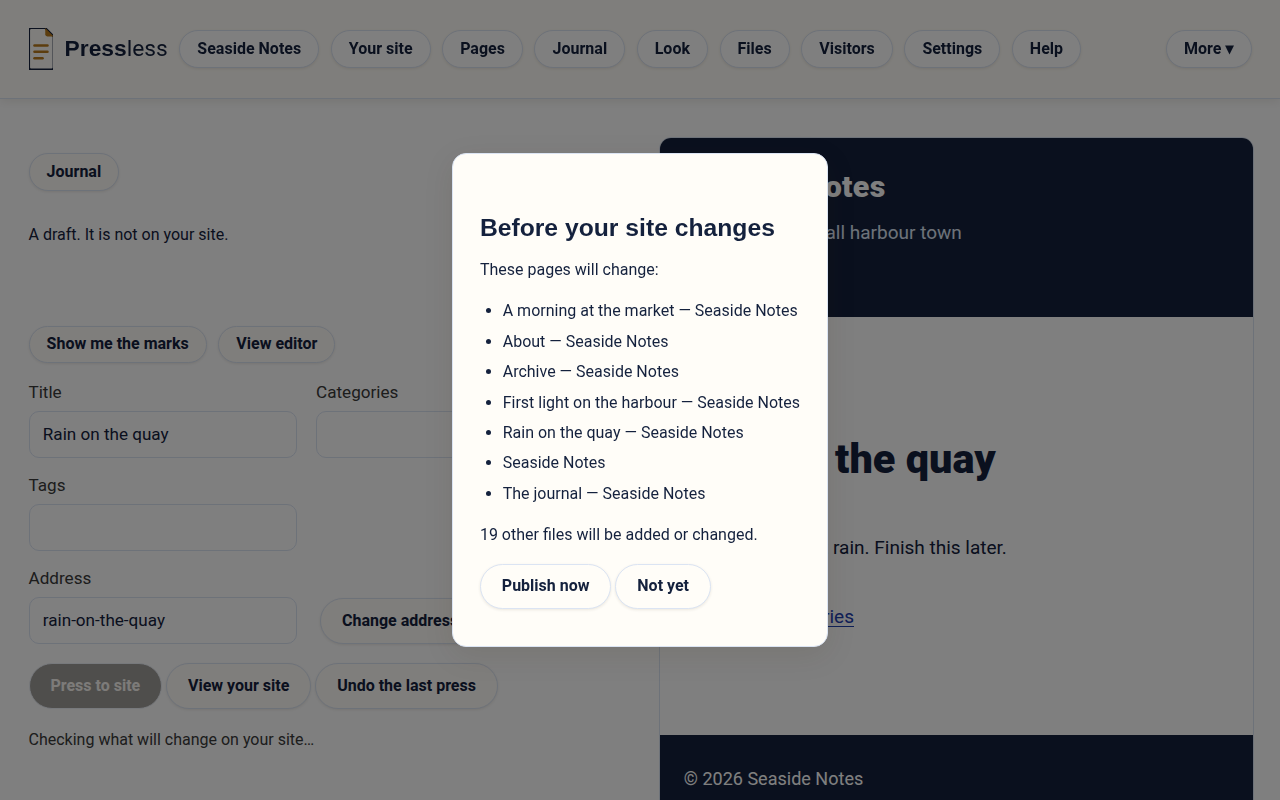 Pressless
Seaside Notes
Your site
Pages
Journal
Look
Files
Visitors
Settings
Help
More ▾
Journal
A draft. It is not on your site.
Show me the marks
View editor
Title
Categories
Rain on the quay
Tags
Address
rain-on-the-quay
Change address
Press to site
View your site
Undo the last press
Checking what will change on your site…
Before your site changes
These pages will change:
• A morning at the market — Seaside Notes
• About — Seaside Notes
• Archive — Seaside Notes
• First light on the harbour — Seaside Notes
• Rain on the quay — Seaside Notes
• Seaside Notes
• The journal — Seaside Notes
19 other files will be added or changed.
Publish now
Not yet
otes
all harbour town
the quay
rain. Finish this later.
ries
© 2026 Seaside Notes